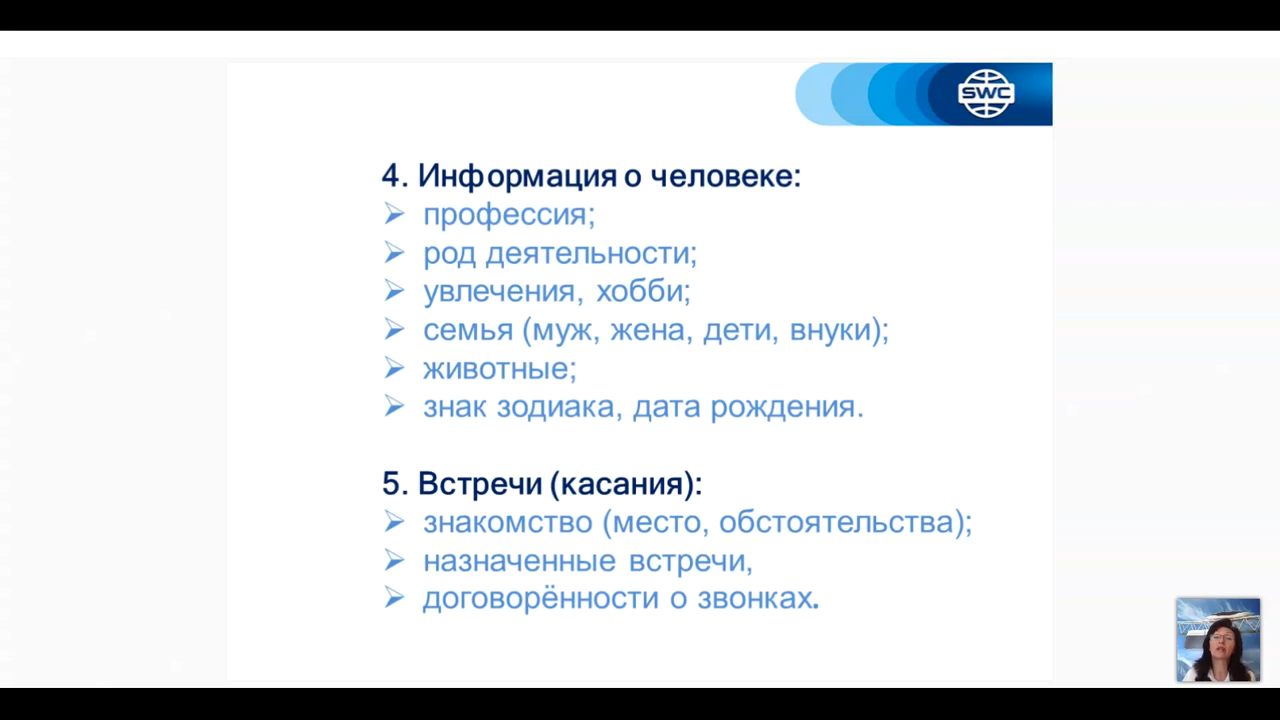 SWC
4. Информация о человеке:
➢ профессия;
➢ род деятельности;
➢ увлечения, хобби;
➢ семья (муж, жена, дети, внуки);
➢ животные;
➢ знак зодиака, дата рождения.
5. Встречи (касания):
➢ знакомство (место, обстоятельства);
➢ назначенные встречи,
➢ договорённости о звонках.